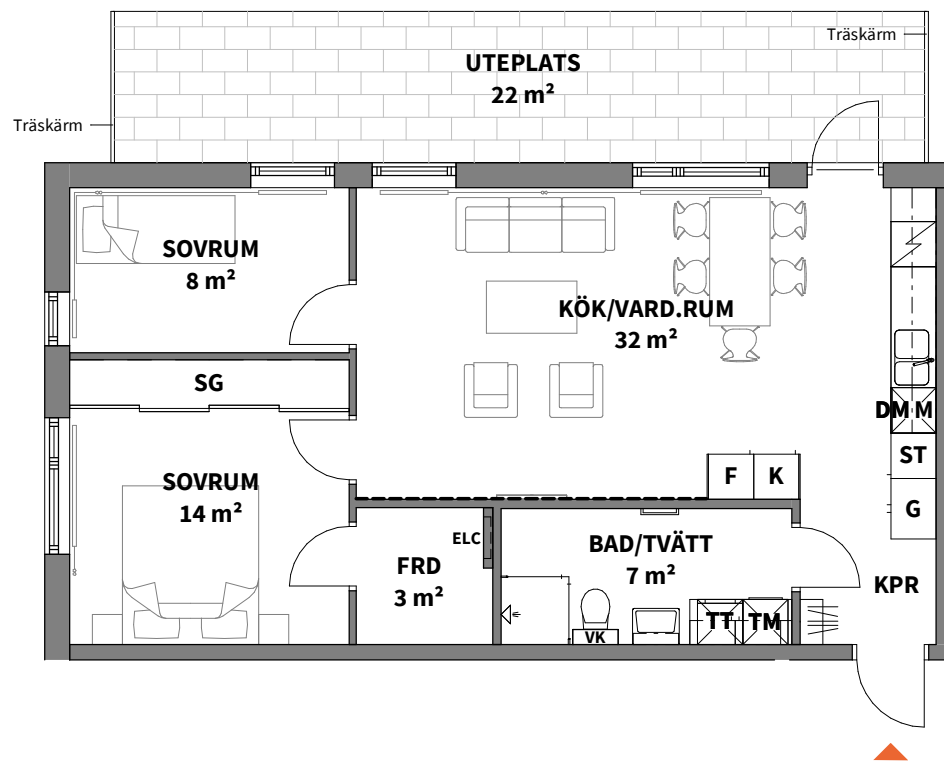 Träskärm
UTEPLATS
22 m²
Träskärm
SOVRUM
8 m²
KÖK/VARD.RUM
32 m²
SG
DM M
ST
F
K
G
SOVRUM
14 m²
ELC
FRD
3 m²
BAD/TVÄTT
7 m²
KPR
VK
TT
TM